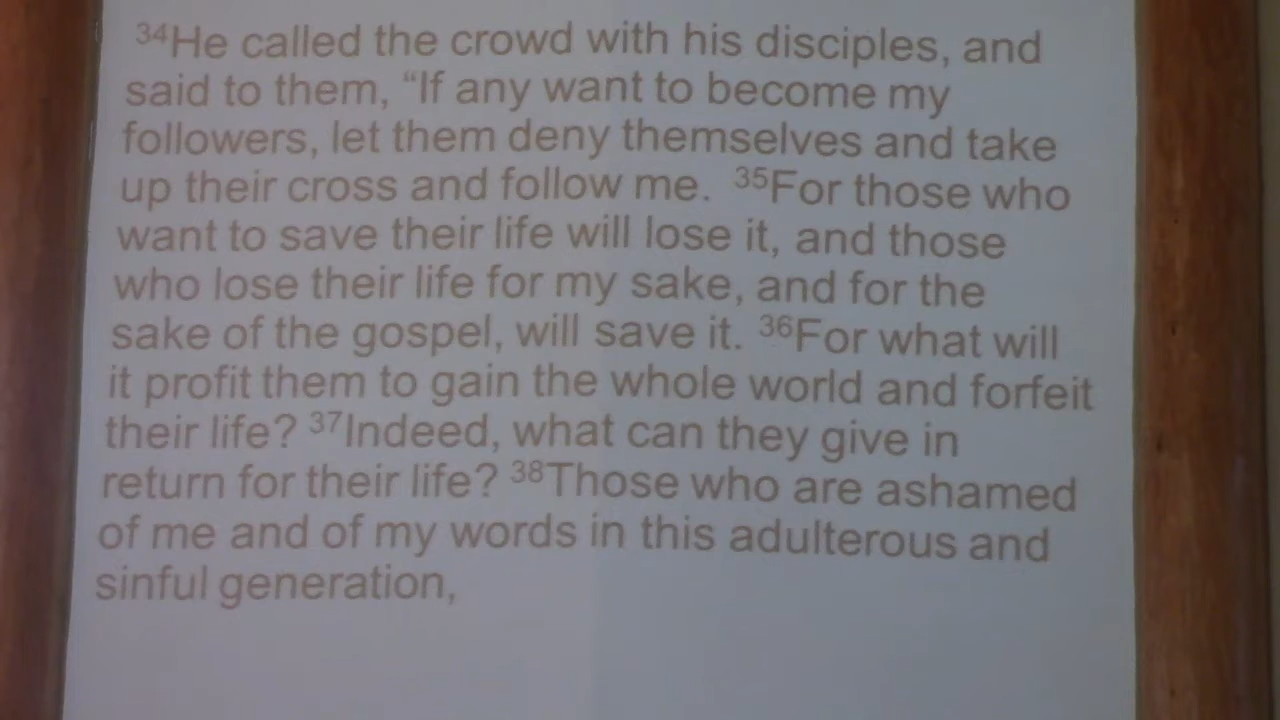 34He called the crowd with his disciples, and
said to them, “If any want to become my
followers, let them deny themselves and take
up their cross and follow me. 35For those who
want to save their life will lose it, and those
who lose their life for my sake, and for the
sake of the gospel, will save it. 36For what will
it profit them to gain the whole world and forfeit
their life? 37Indeed, what can they give in
return for their life? 38Those who are ashamed
of me and of my words in this adulterous and
sinful generation,